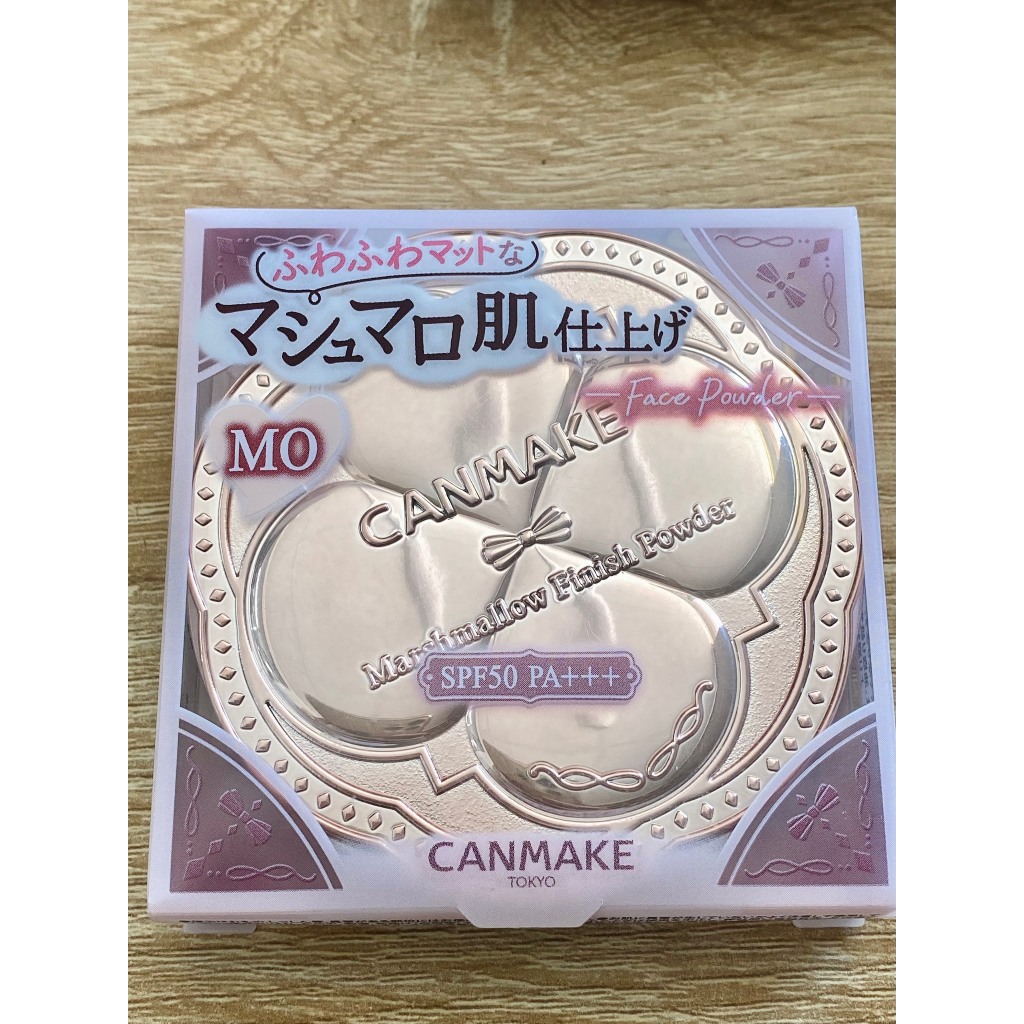 ふわふわマットな
マシュマロ肌仕上げ
Face Powder
MO
CANMAKE
Marshmallow Finish Powder
SPF50 PA+++
CANMAKE
TOKYO